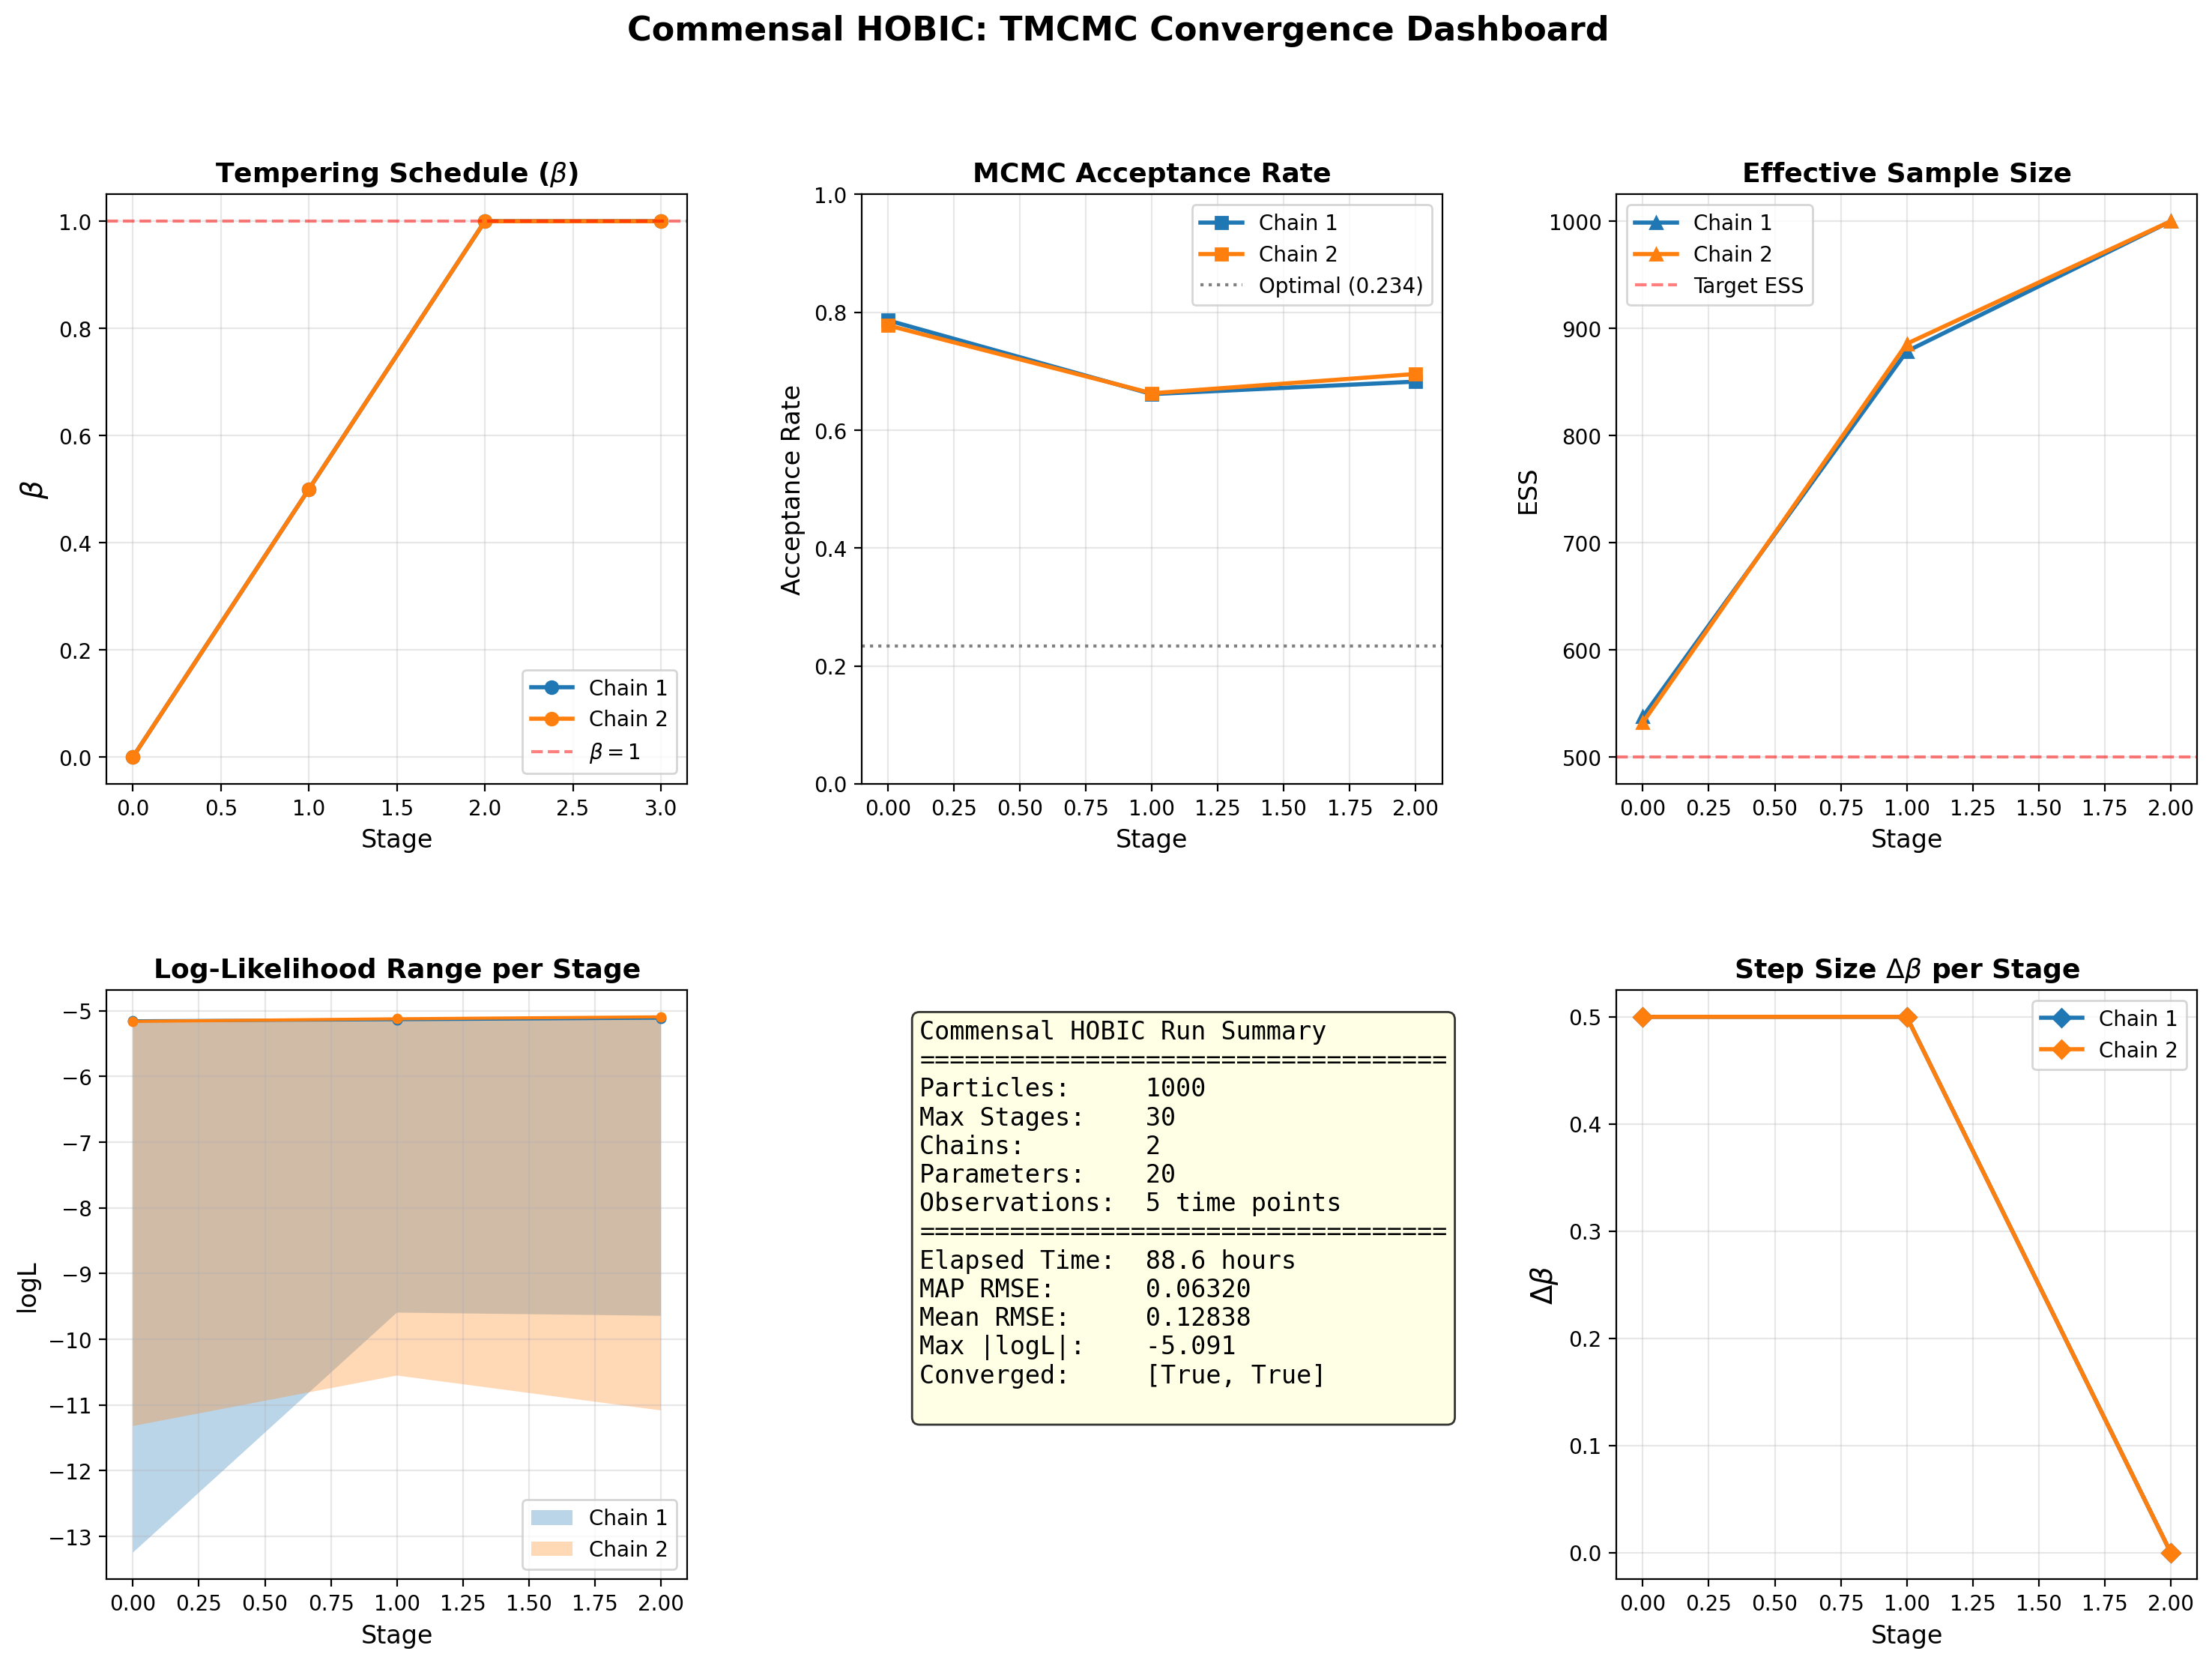 Commensal HOBIC: TMCMC Convergence Dashboard
Tempering Schedule (β)
1.0
0.8
0.6
0.4
0.2
0.0
β
Chain 1
Chain 2
β = 1
0.0 0.5 1.0 1.5 2.0 2.5 3.0
Stage
MCMC Acceptance Rate
1.0
0.8
0.6
0.4
0.2
0.0
Acceptance Rate
Chain 1
Chain 2
Optimal (0.234)
0.00 0.25 0.50 0.75 1.00 1.25 1.50 1.75 2.00
Stage
Effective Sample Size
1000
900
800
700
600
500
ESS
Chain 1
Chain 2
Target ESS
0.00 0.25 0.50 0.75 1.00 1.25 1.50 1.75 2.00
Stage
Log-Likelihood Range per Stage
−5
−6
−7
−8
−9
−10
−11
−12
−13
logL
Chain 1
Chain 2
0.00 0.25 0.50 0.75 1.00 1.25 1.50 1.75 2.00
Stage
Commensal HOBIC Run Summary
===================================
Particles: 1000
Max Stages: 30
Chains: 2
Parameters: 20
Observations: 5 time points
===================================
Elapsed Time: 88.6 hours
MAP RMSE: 0.06320
Mean RMSE: 0.12838
Max |logL|: -5.091
Converged: [True, True]
Step Size Δβ per Stage
0.5
0.4
0.3
0.2
0.1
0.0
Δβ
Chain 1
Chain 2
0.00 0.25 0.50 0.75 1.00 1.25 1.50 1.75 2.00
Stage